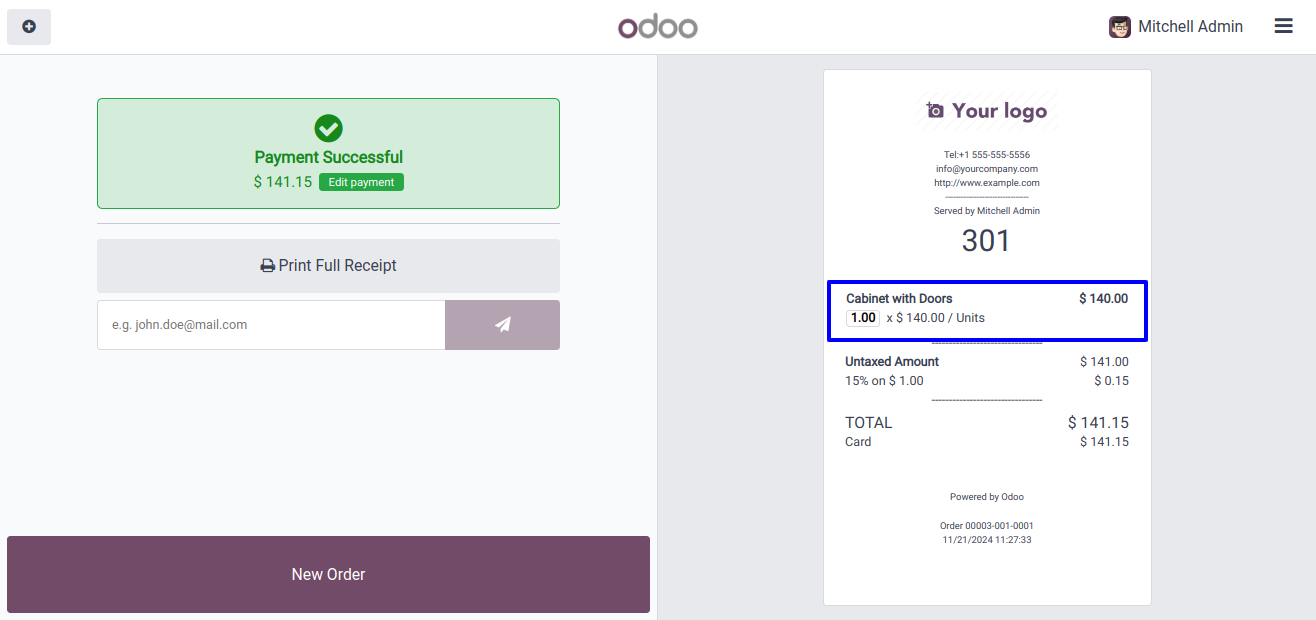 odoo
Mitchell Admin
Payment Successful
$ 141.15 Edit payment
Print Full Receipt
e.g. john.doe@mail.com
New Order
Your logo
Tel:+1 555-555-5556
info@yourcompany.com
http://www.example.com
--------------------------------
Served by Mitchell Admin
301
Cabinet with Doors $ 140.00
1.00 x $ 140.00 / Units
--------------------------------
Untaxed Amount $ 141.00
15% on $ 1.00 $ 0.15
--------------------------------
TOTAL $ 141.15
Card $ 141.15
Powered by Odoo
Order 00003-001-0001
11/21/2024 11:27:33